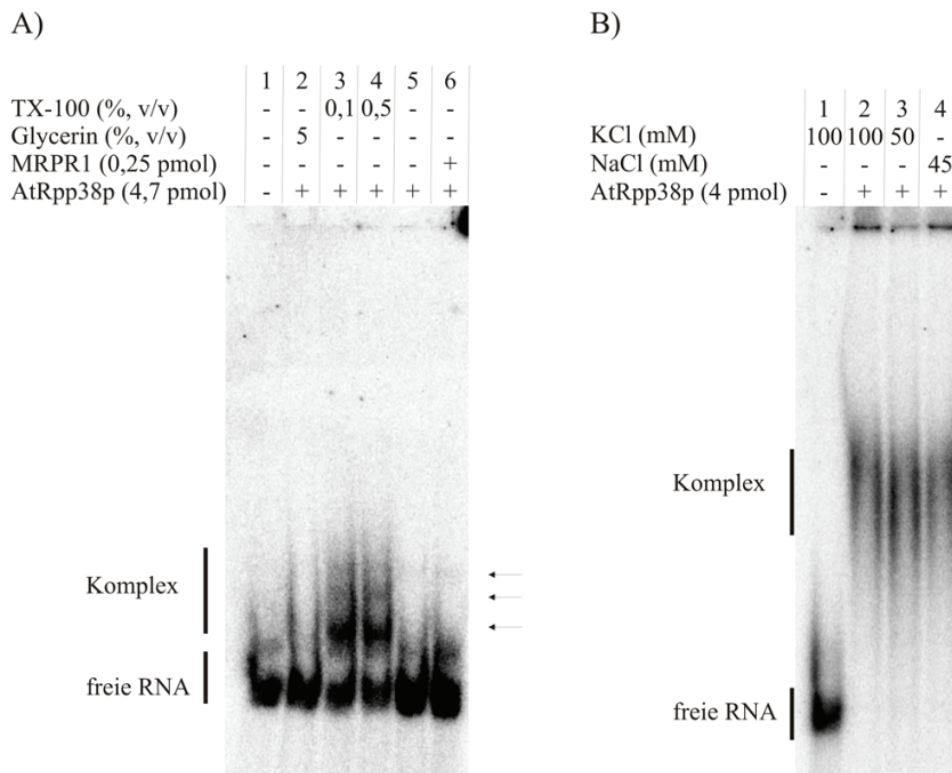 A)
1 2 3 4 5 6
TX-100 (%, v/v) - - 0,1 0,5 - -
Glycerin (%, v/v) - 5 - - - -
MRPR1 (0,25 pmol) - - - - - +
AtRpp38p (4,7 pmol) - + + + + +
Komplex
freie RNA
B)
1 2 3 4
KCl (mM) 100 100 50 -
NaCl (mM) - - - 45
AtRpp38p (4 pmol) - + + +
Komplex
freie RNA